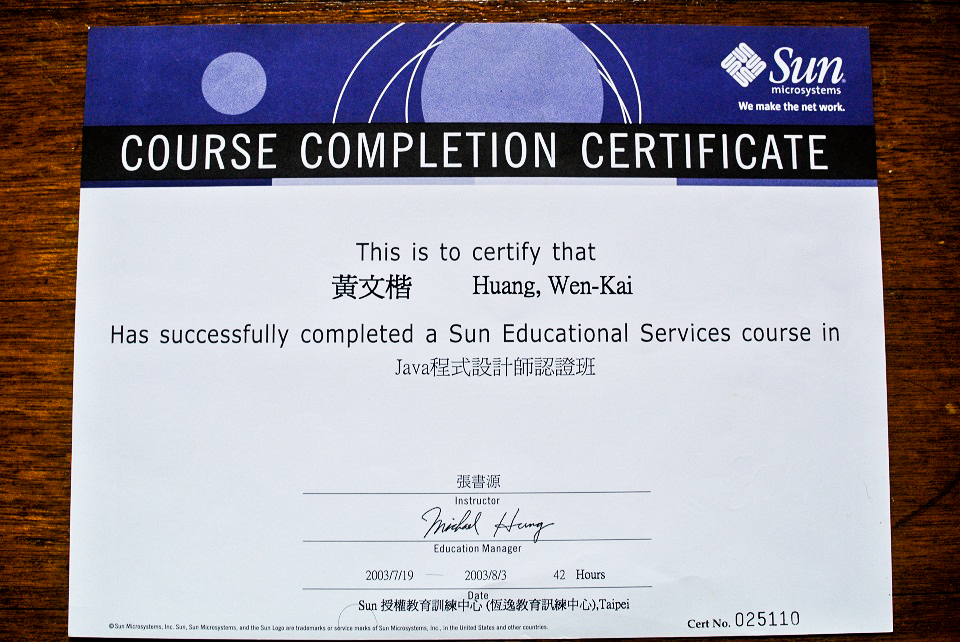 Sun
microsystems
We make the net work.
COURSE COMPLETION CERTIFICATE
This is to certify that
黃文楷 Huang, Wen-Kai
Has successfully completed a Sun Educational Services course in
Java程式設計師認證班
張書源
Instructor
Michael Hung
Education Manager
2003/7/19 — 2003/8/3 42 Hours
Date
Sun 授權教育訓練中心 (恆逸教育訊練中心),Taipei
©Sun Microsystems, Inc. Sun, Sun Microsystems, and the Sun Logo are trademarks or service marks of Sun Microsystems, Inc., in the United States and other countries.
Cert No. 025110